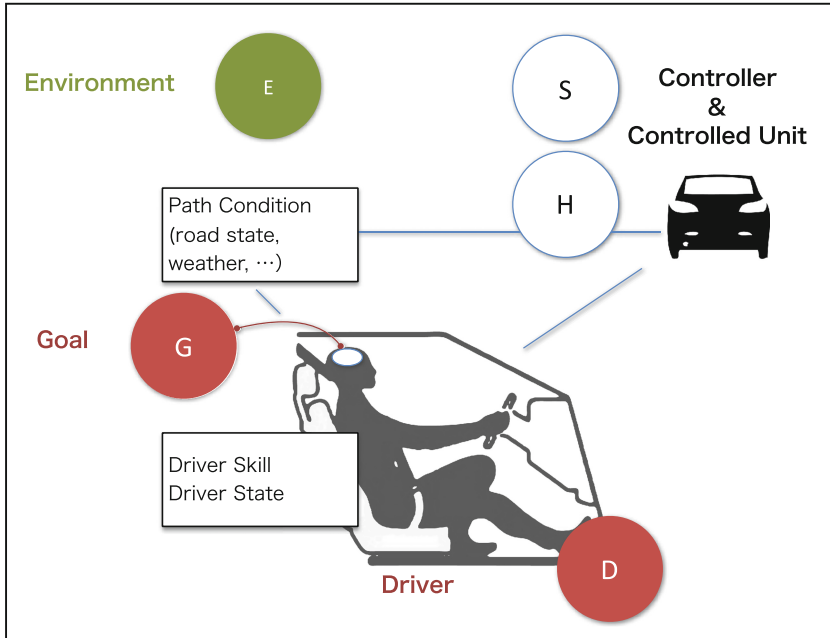 Environment
E
S
Controller
&
Controlled Unit
H
Path Condition
(road state,
weather, …)
Goal
G
Driver Skill
Driver State
Driver
D